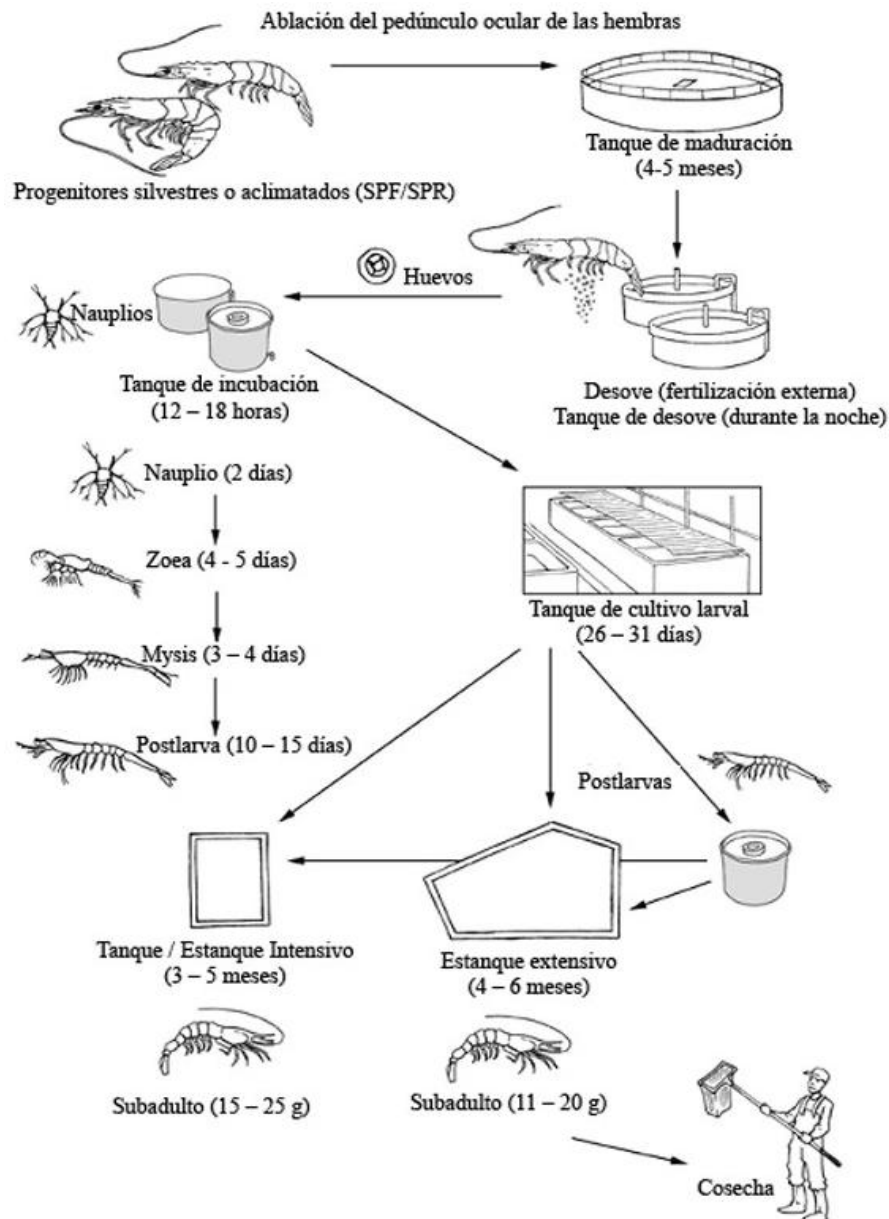 Ablación del pedúnculo ocular de las hembras
Tanque de maduración
(4-5 meses)
Progenitores silvestres o aclimatados (SPF/SPR)
Huevos
Nauplios
Tanque de incubación
(12 – 18 horas)
Desove (fertilización externa)
Tanque de desove (durante la noche)
Nauplio (2 días)
Zoea (4 - 5 días)
Mysis (3 – 4 días)
Postlarva (10 – 15 días)
Tanque de cultivo larval
(26 – 31 días)
Postlarvas
Tanque / Estanque Intensivo
(3 – 5 meses)
Estanque extensivo
(4 – 6 meses)
Subadulto (15 – 25 g)
Subadulto (11 – 20 g)
Cosecha